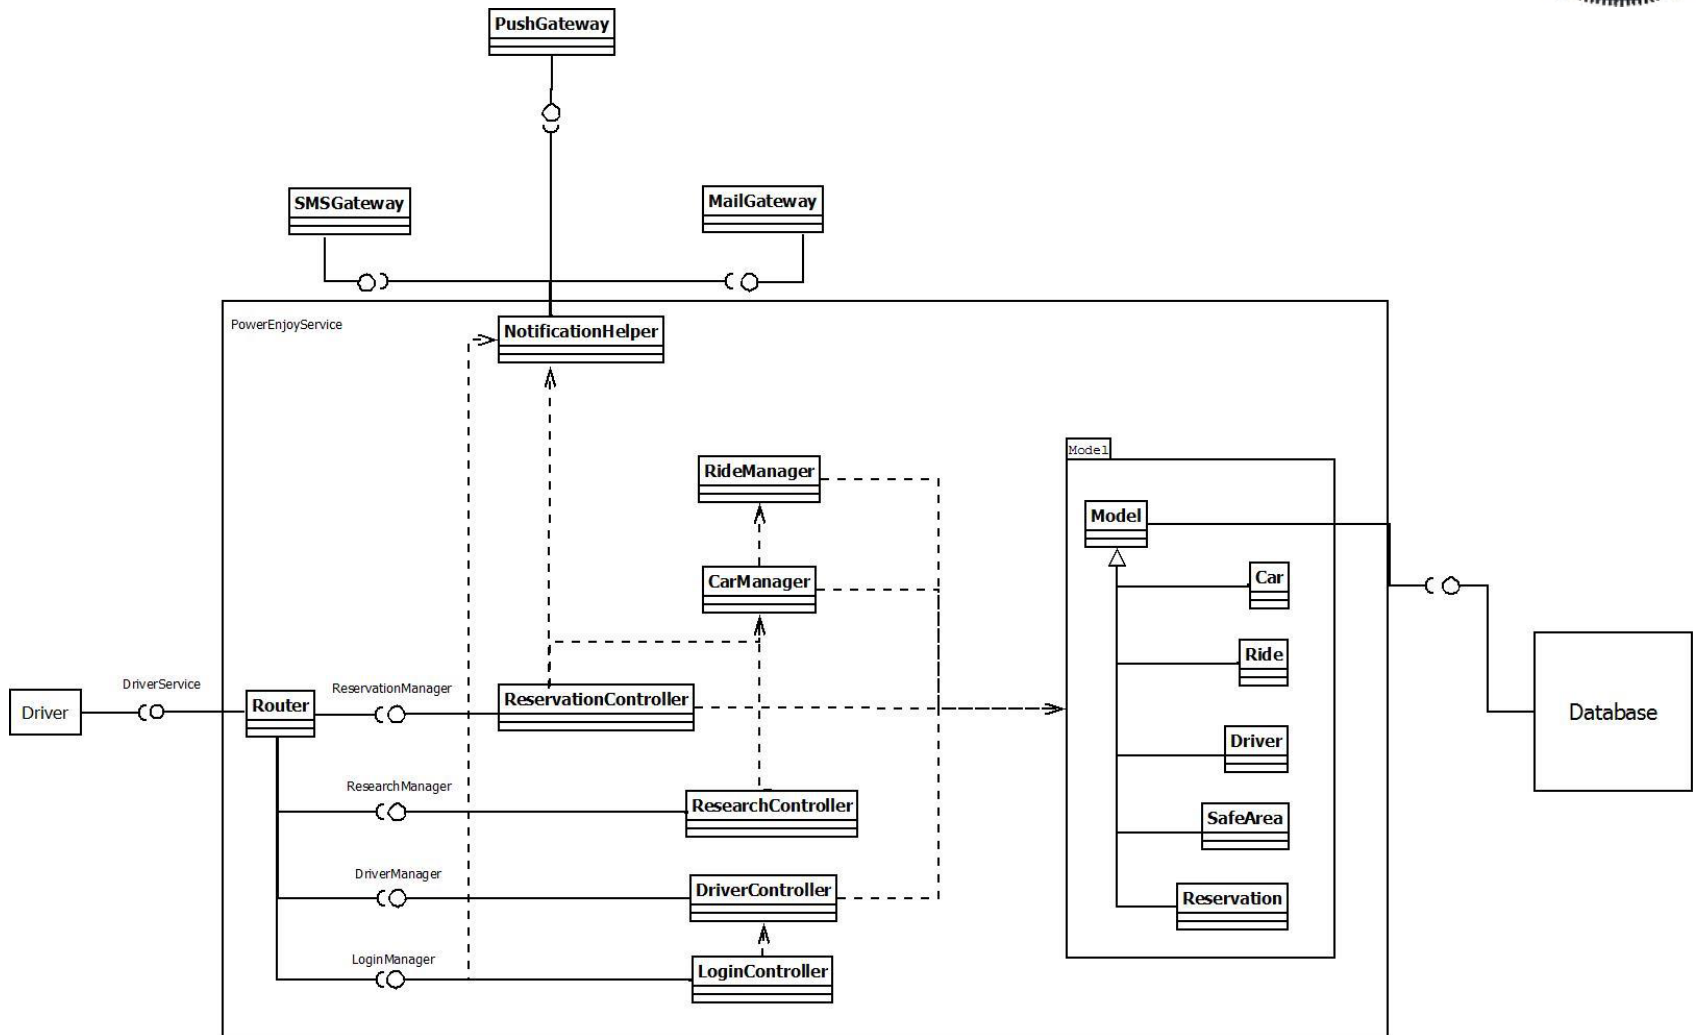 PushGateway
SMSGateway
MailGateway
PowerEnjoyService
NotificationHelper
Model
RideManager
Model
CarManager
Car
Ride
DriverService
ReservationManager
Driver
Router
ReservationController
Driver
Database
ResearchManager
ResearchController
SafeArea
DriverManager
DriverController
Reservation
LoginManager
LoginController